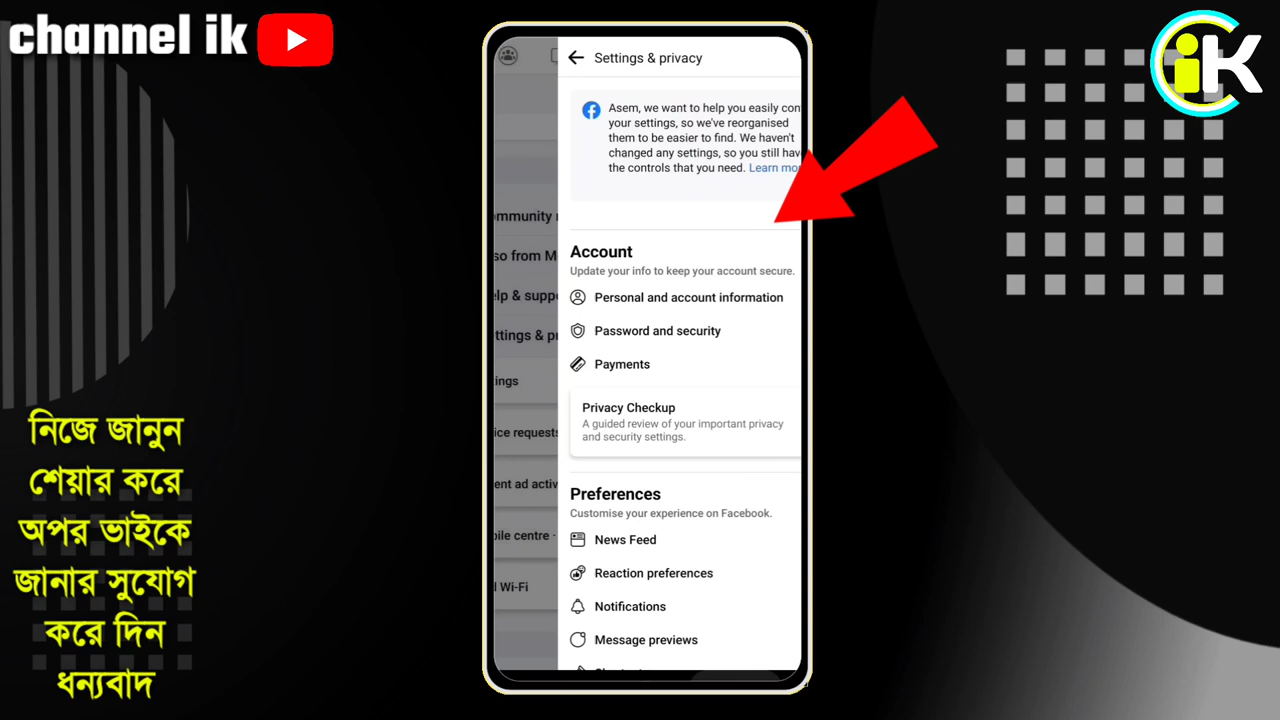 channel ik
iK
Settings & privacy
Asem, we want to help you easily con
your settings, so we've reorganised
them to be easier to find. We haven't
changed any settings, so you still hav
the controls that you need. Learn mo
ommunity
so from M
elp & suppo
ttings & pr
ings
ice requests
ent ad activ
bile centre ·
l Wi-Fi
Account
Update your info to keep your account secure.
Personal and account information
Password and security
Payments
Privacy Checkup
A guided review of your important privacy
and security settings.
Preferences
Customise your experience on Facebook.
News Feed
Reaction preferences
Notifications
Message previews
নিজে জানুন
শেয়ার করে
অপর ভাইকে
জানার সুযোগ
করে দিন
ধন্যবাদ